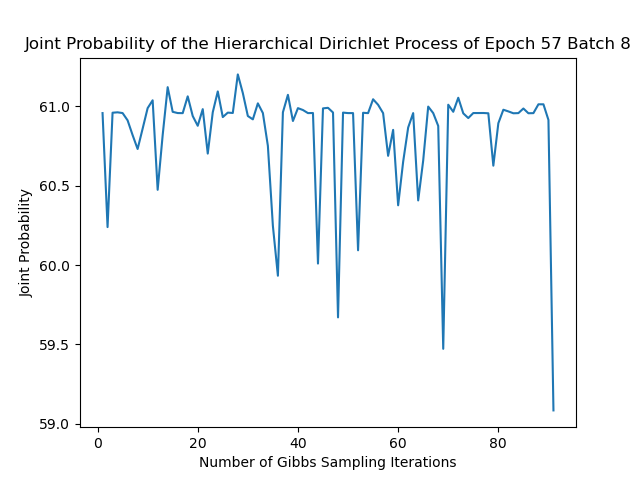 Joint Probability of the Hierarchical Dirichlet Process of Epoch 57 Batch 8
61.0
60.5
60.0
59.5
59.0
Joint Probability
0 20 40 60 80
Number of Gibbs Sampling Iterations